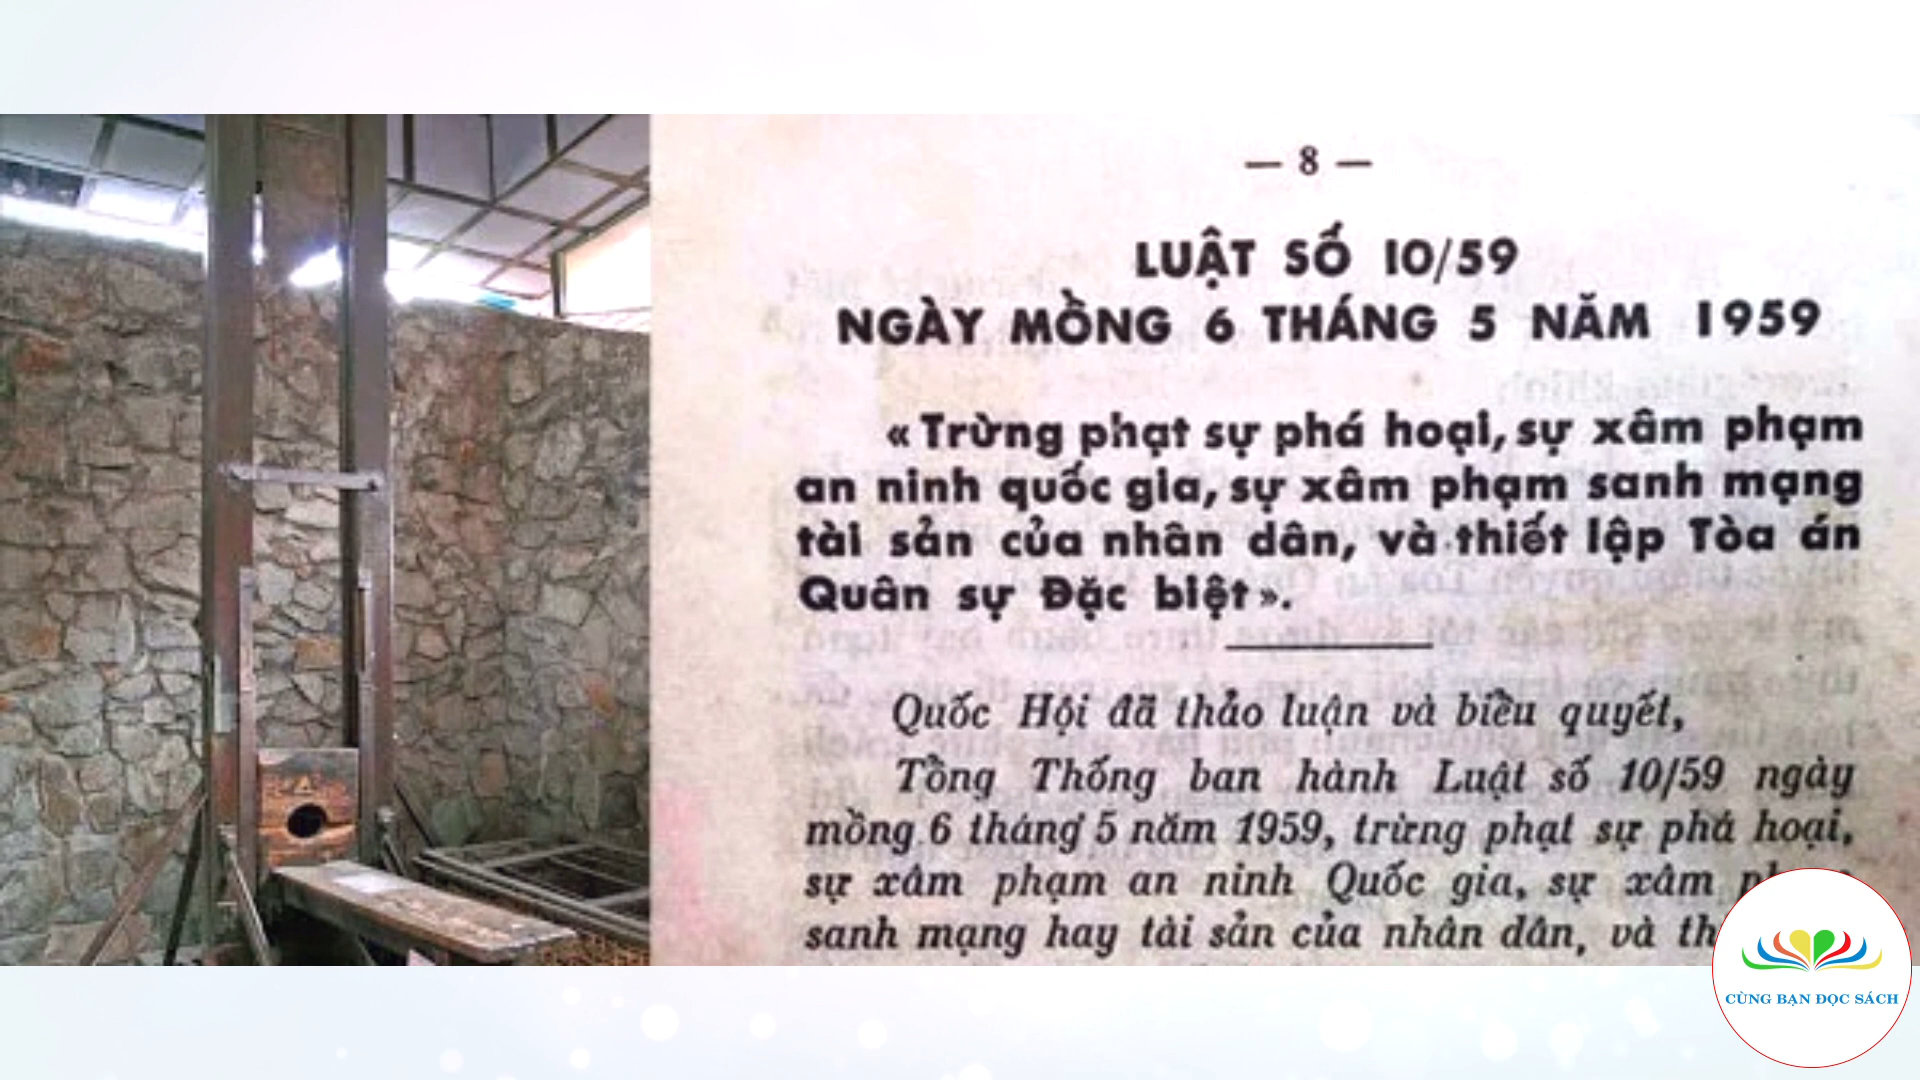 — 8 —
LUẬT SỐ 10/59
NGÀY MỒNG 6 THÁNG 5 NĂM 1959
« Trừng phạt sự phá hoại, sự xâm phạm
an ninh quốc gia, sự xâm phạm sanh mạng
tài sản của nhân dân, và thiết lập Tòa án
Quân sự Đặc biệt ».
Quốc Hội đã thảo luận và biểu quyết,
Tổng Thống ban hành Luật số 10/59 ngày
mồng 6 tháng 5 năm 1959, trừng phạt sự phá hoại,
sự xâm phạm an ninh Quốc gia, sự xâm
sanh mạng hay tài sản của nhân dân, và
CÙNG BẠN ĐỌC SÁCH